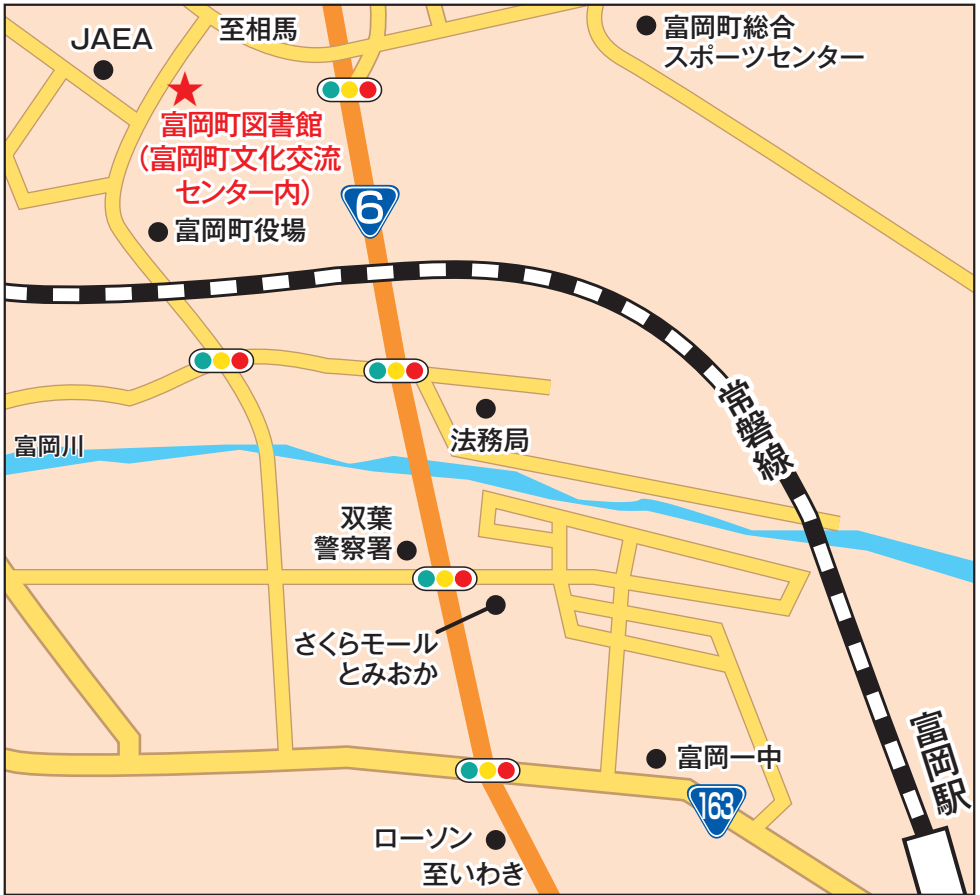 至相馬
富岡町総合
スポーツセンター
JAEA
富岡町図書館
(富岡町文化交流
センター内)
6
富岡町役場
常磐線
法務局
富岡川
双葉
警察署
さくらモール
とみおか
富岡一中
163
富岡駅
ローソン
至いわき